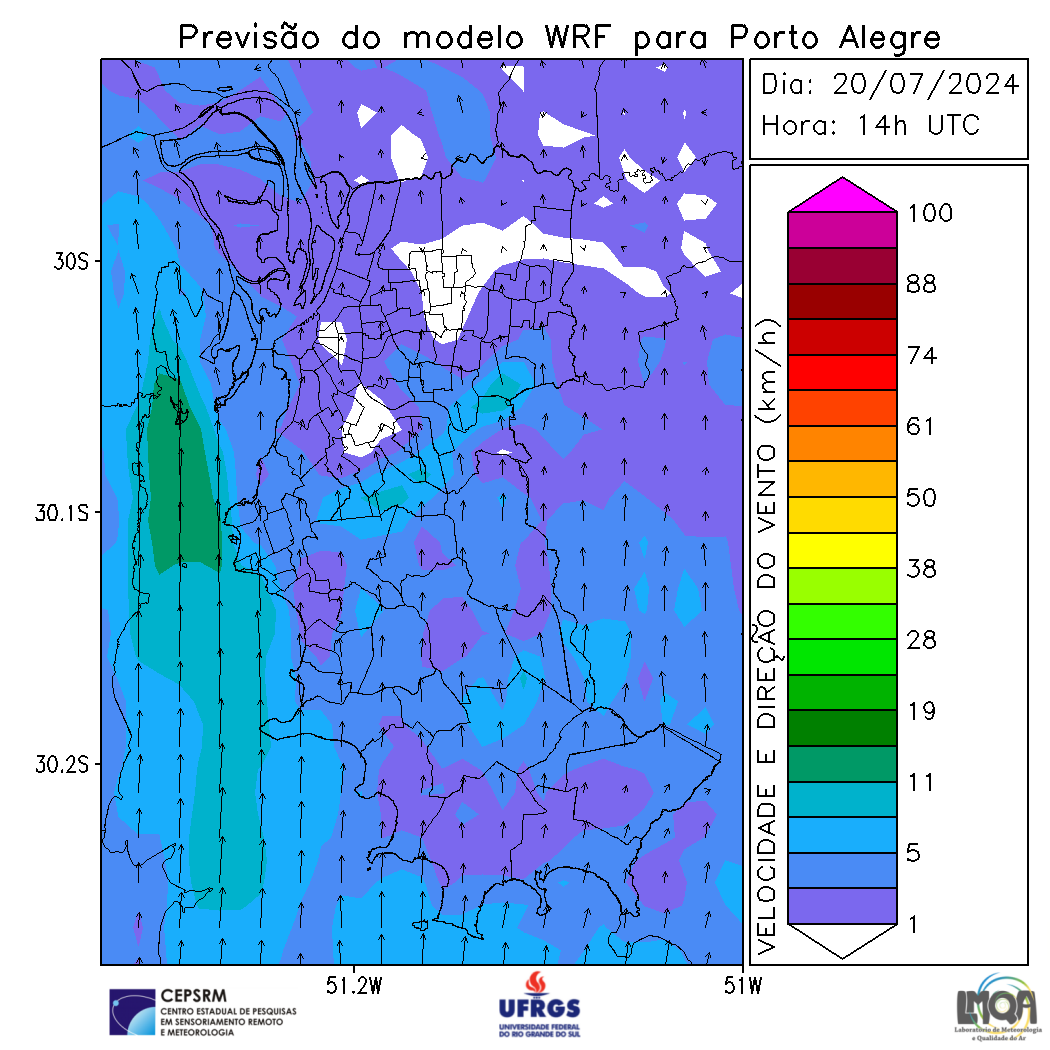 Previsão do modelo WRF para Porto Alegre
Dia: 20/07/2024
Hora: 14h UTC
30S
30.1S
30.2S
51.2W
51W
VELOCIDADE E DIREÇÃO DO VENTO (km/h)
100
88
74
61
50
38
28
19
11
5
1
CEPSRM
CENTRO ESTADUAL DE PESQUISAS
EM SENSORIAMENTO REMOTO
E METEOROLOGIA
UFRGS
UNIVERSIDADE FEDERAL
DO RIO GRANDE DO SUL
LMQA
Laboratório de Meteorologia
e Qualidade do Ar